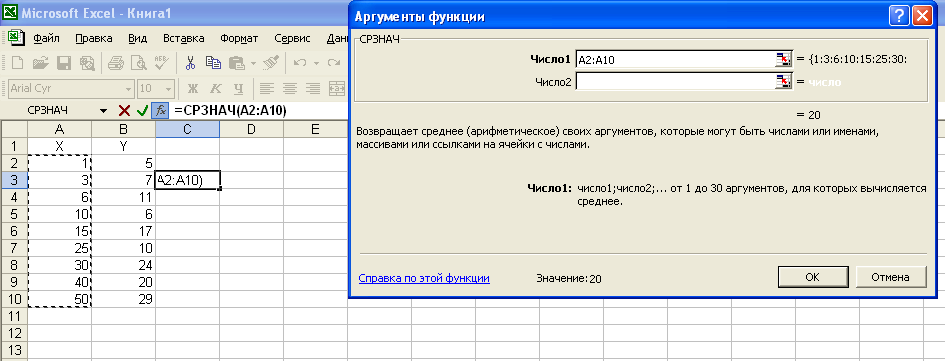 Microsoft Excel - Книга1
Файл Правка Вид Вставка Формат Сервис Дан
Arial Cyr 10 Ж К
СРЗНАЧ =СРЗНАЧ(A2:A10)
A B C D E
1 X Y
2 1 5
3 3 7 A2:A10)
4 6 11
5 10 6
6 15 17
7 25 10
8 30 24
9 40 20
10 50 29
11
12
13
Аргументы функции
СРЗНАЧ
Число1 A2:A10 = {1:3:6:10:15:25:30:
Число2 = число
= 20
Возвращает среднее (арифметическое) своих аргументов, которые могут быть числами или именами,
массивами или ссылками на ячейки с числами.
Число1: число1;число2;... от 1 до 30 аргументов, для которых вычисляется
среднее.
Справка по этой функции Значение:20 ОК Отмена